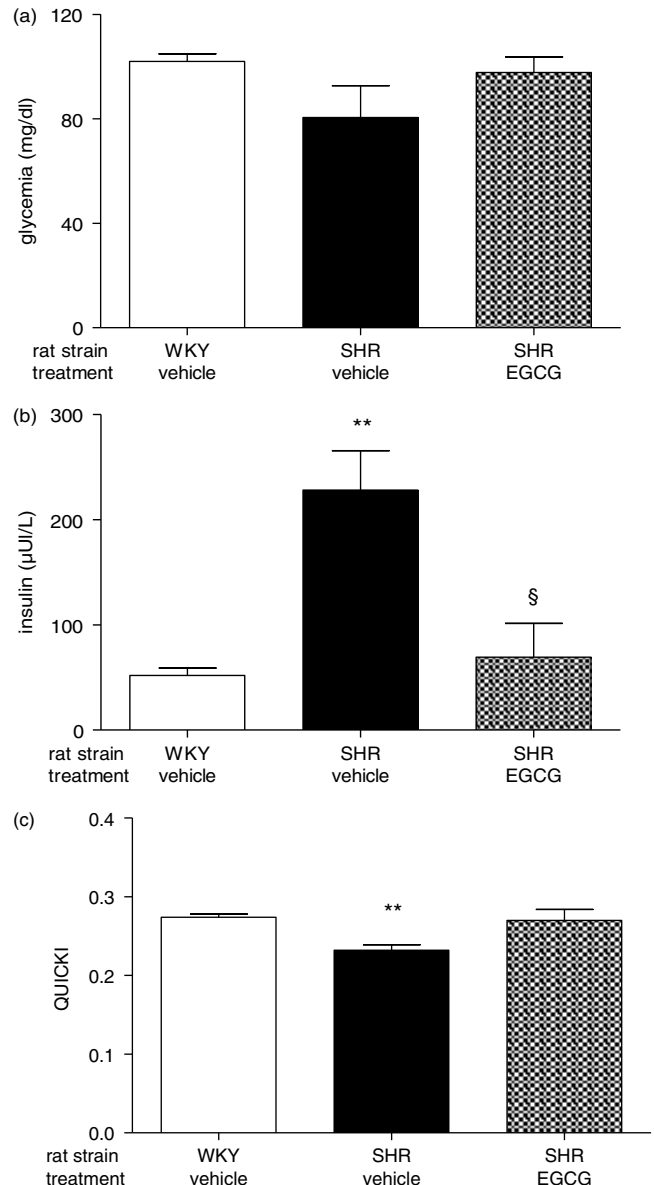 (a)
120
80
40
0
glycemia (mg/dl)
rat strain WKY SHR SHR
treatment vehicle vehicle EGCG
(b)
300
200
100
0
insulin (µUI/L)
**
§
rat strain WKY SHR SHR
treatment vehicle vehicle EGCG
(c)
0.4
0.3
0.2
0.1
0.0
QUICKI
**
rat strain WKY SHR SHR
treatment vehicle vehicle EGCG